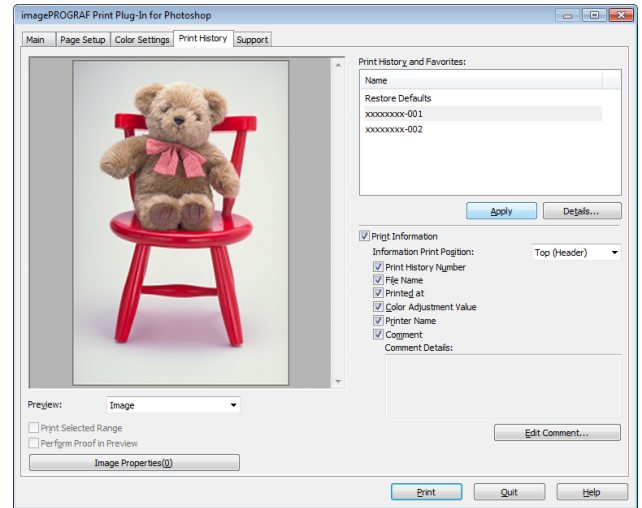 imagePROGRAF Print Plug-In for Photoshop
Main Page Setup Color Settings Print History Support
Print History and Favorites:
Name
Restore Defaults
xxxxxxxx-001
xxxxxxxx-002
Apply Details...
Print Information
Information Print Position: Top (Header)
Print History Number
File Name
Printed at
Color Adjustment Value
Printer Name
Comment
Comment Details:
Preview: Image
Print Selected Range
Perform Proof in Preview
Edit Comment...
Image Properties(0)
Print Quit Help